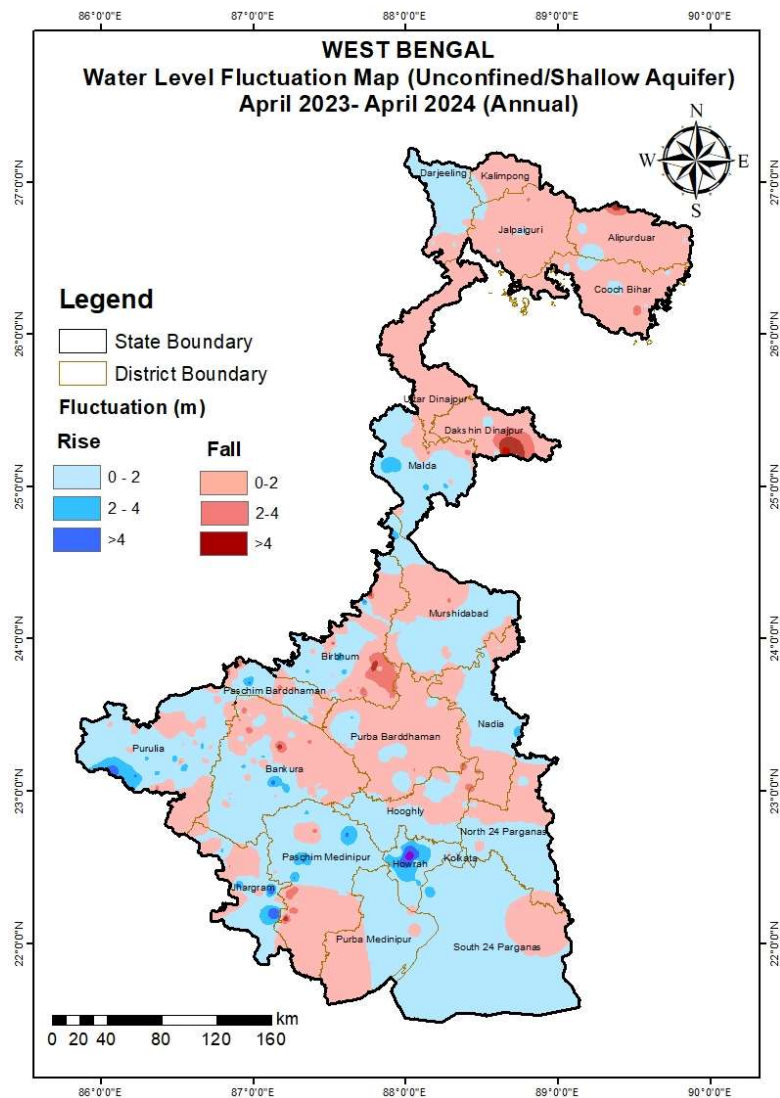 86°0'0"E 87°0'0"E 88°0'0"E 89°0'0"E 90°0'0"E
WEST BENGAL
Water Level Fluctuation Map (Unconfined/Shallow Aquifer)
April 2023- April 2024 (Annual)
N
W E
S
27°0'0"N
26°0'0"N
25°0'0"N
24°0'0"N
23°0'0"N
22°0'0"N
27°0'0"N
26°0'0"N
25°0'0"N
24°0'0"N
23°0'0"N
22°0'0"N
Darjeeling
Kalimpong
Jalpaiguri
Alipurduar
Cooch Bihar
Legend
State Boundary
District Boundary
Fluctuation (m)
Rise
0 - 2
2 - 4
>4
Fall
0-2
2-4
>4
Uttar Dinajpur
Dakshin Dinajpur
Malda
Murshidabad
Birbhum
Paschim Barddhaman
Nadia
Purba Barddhaman
Purulia
Bankura
Hooghly
North 24 Parganas
Paschim Medinipur
Howrah
Kolkata
Jhargram
Purba Medinipur
South 24 Parganas
km
0 20 40 80 120 160
86°0'0"E 87°0'0"E 88°0'0"E 89°0'0"E 90°0'0"E